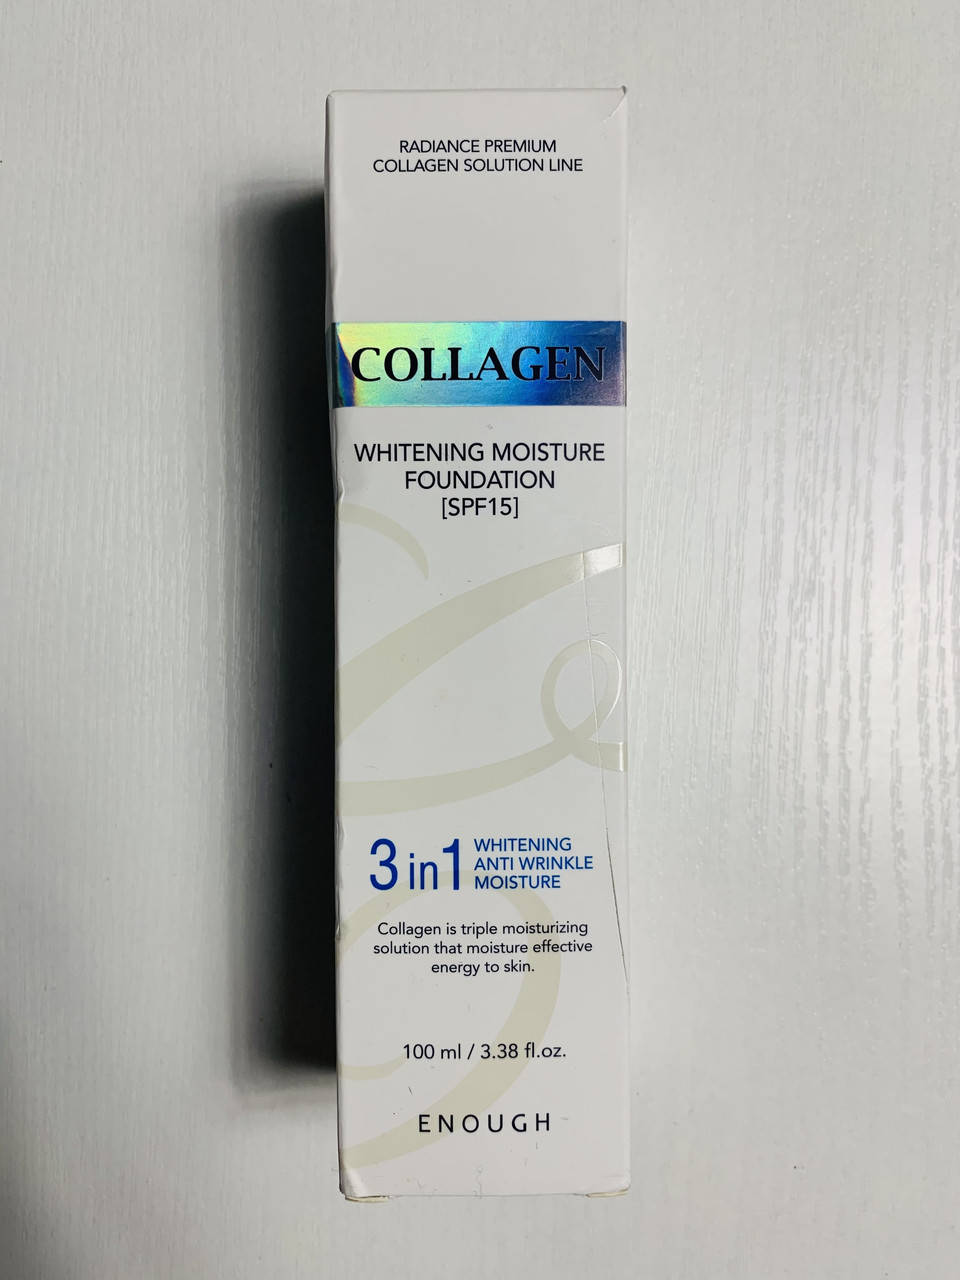 RADIANCE PREMIUM
COLLAGEN SOLUTION LINE
COLLAGEN
WHITENING MOISTURE
FOUNDATION
[SPF15]
3 in 1
WHITENING
ANTI WRINKLE
MOISTURE
Collagen is triple moisturizing
solution that moisture effective
energy to skin.
100 ml / 3.38 fl.oz.
ENOUGH